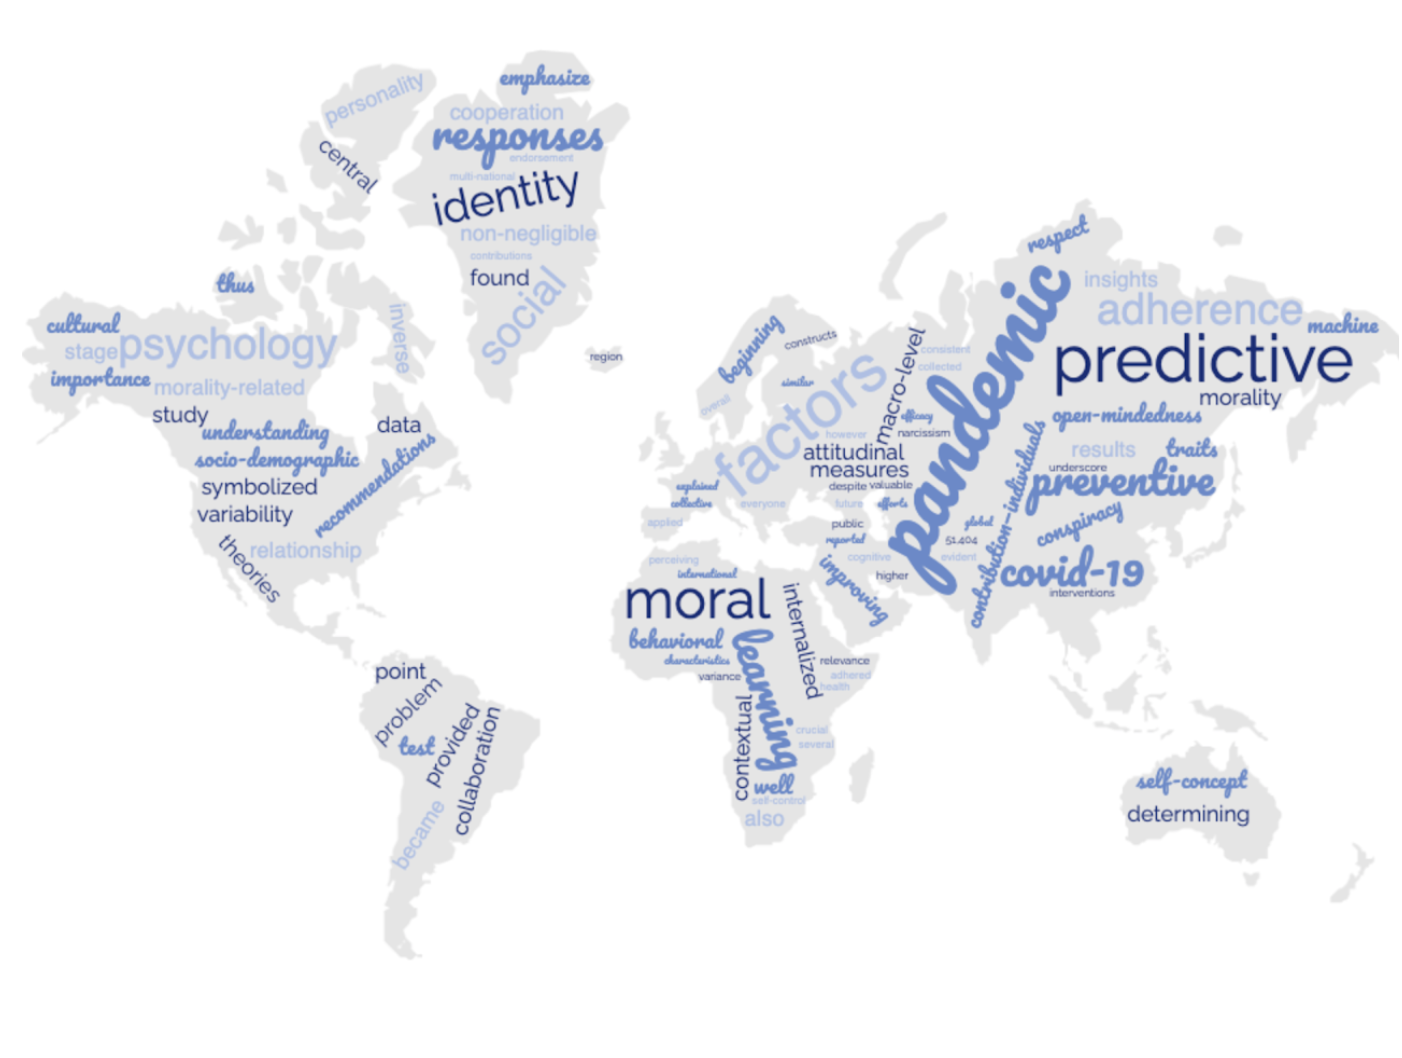 personality
central
emphasize
cooperation
responses
endorsement
multi-national
identity
non-negligible
contributions
found
social
thus
cultural
stage
psychology
importance
morality-related
inverse
study
understanding
data
socio-demographic
recommendations
symbolized
variability
theories
relationship
region
point
problem
test
provided
collaboration
became
beginning
constructs
similar
overall
factors
macro-level
consistent
collected
efficacy
narcissism
however
attitudinal
measures
despite
valuable
explained
collective
everyone
future
efforts
applied
public
reported
cognitive
higher
global
51,404
evident
pandemic
respect
insights
adherence
machine
predictive
morality
open-mindedness
results
traits
underscore
preventive
contribution-individuals
conspiracy
covid-19
interventions
perceiving
international
moral
improving
internalized
behavioral
characteristics
variance
learning
relevance
adhered
health
contextual
crucial
several
well
self-control
also
self-concept
determining